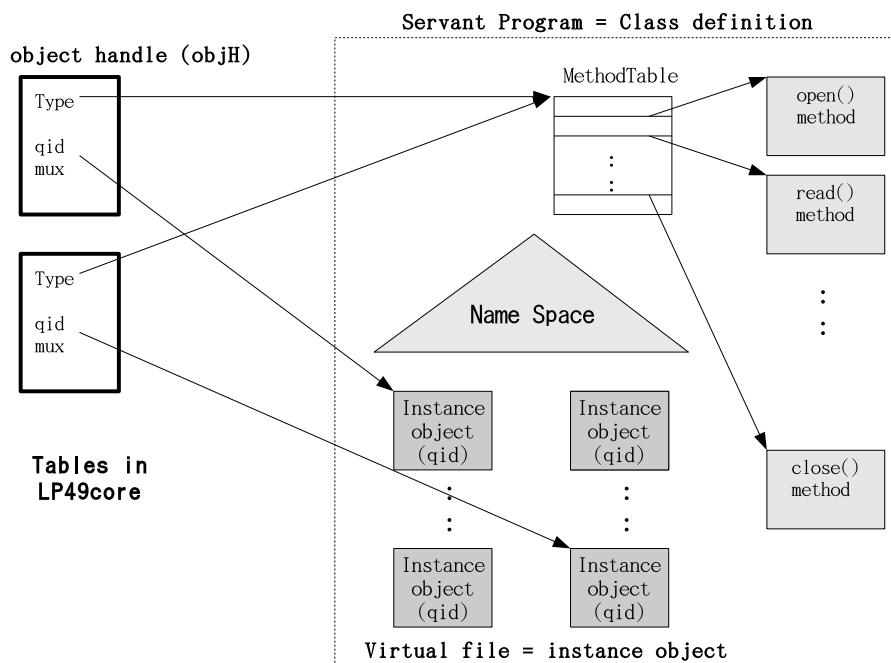 Servant Program = Class definition
object handle (objH)
Type
qid
mux
Type
qid
mux
Tables in
LP49core
MethodTable
:
:
open()
method
read()
method
:
:
close()
method
Name Space
Instance
object
(qid)
Instance
object
(qid)
:
:
:
:
Instance
object
(qid)
Instance
object
(qid)
Virtual file = instance object